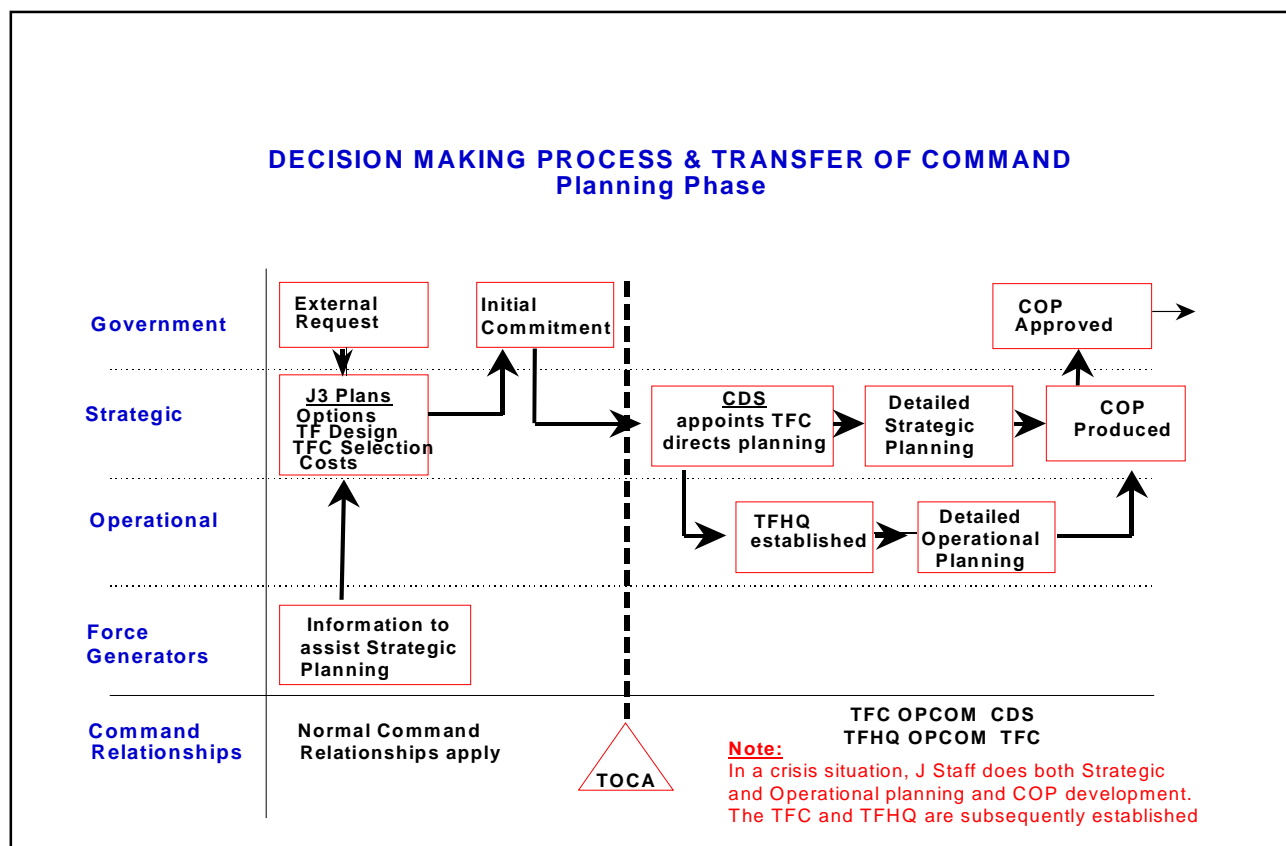 DECISION MAKING PROCESS & TRANSFER OF COMMAND
Planning Phase
Government
External
Request
Initial
Commitment
COP
Approved
Strategic
J3 Plans
Options
TF Design
TFC Selection
Costs
CDS
appoints TFC
directs planning
Detailed
Strategic
Planning
COP
Produced
Operational
TFHQ
established
Detailed
Operational
Planning
Force
Generators
Information to
assist Strategic
Planning
Command
Relationships
Normal Command
Relationships apply
TOCA
TFC OPCOM CDS
TFHQ OPCOM TFC
Note:
In a crisis situation, J Staff does both Strategic
and Operational planning and COP development.
The TFC and TFHQ are subsequently established